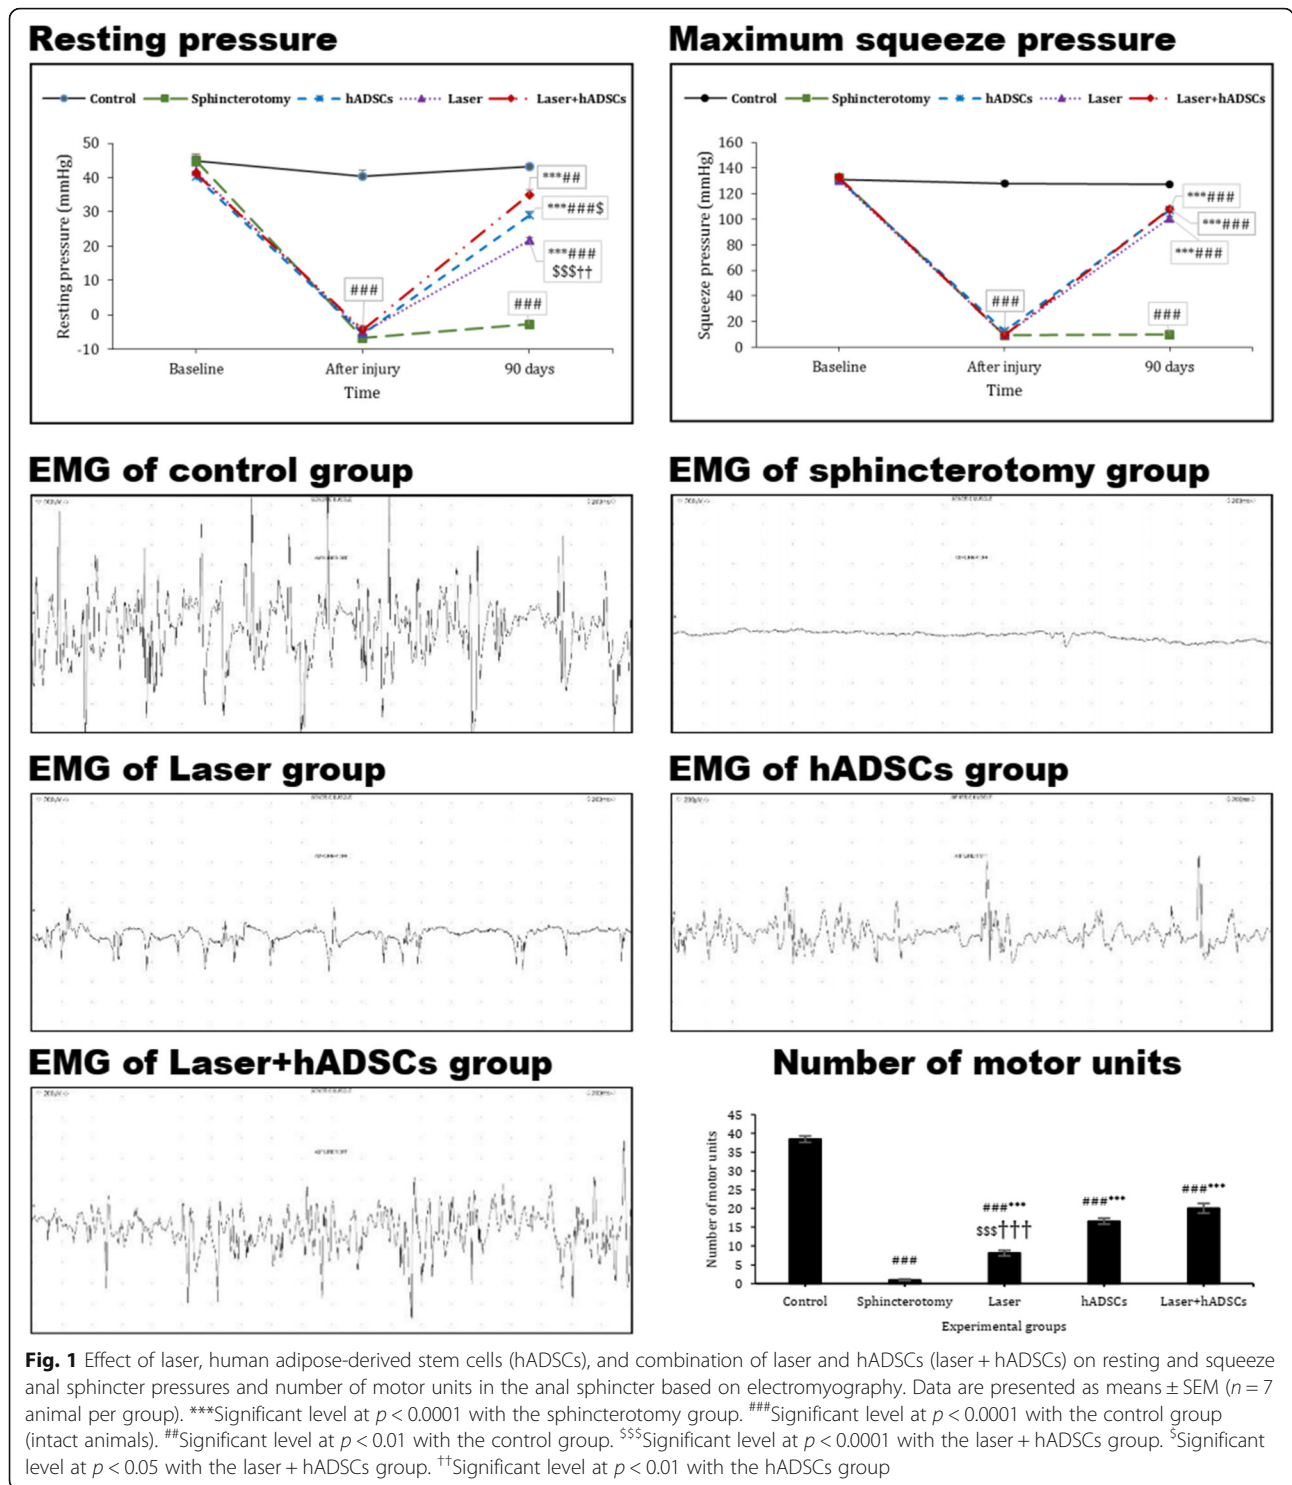 Resting pressure
Maximum squeeze pressure
Control Sphincterotomy hADSCs Laser Laser+hADSCs
50
40
30
20
10
0
-10
Resting pressure (mmHg)
***##
***###$
***###
$$$††
###
###
Baseline After injury 90 days
Time
Control Sphincterotomy hADSCs Laser Laser+hADSCs
160
140
120
100
80
60
40
20
0
Squeeze pressure (mmHg)
***###
***###
***###
###
###
Baseline After injury 90 days
Time
EMG of control group
EMG of sphincterotomy group
EMG of Laser group
EMG of hADSCs group
EMG of Laser+hADSCs group
Number of motor units
45
40
35
30
25
20
15
10
5
0
Number of motor units
###
###***
$$$†††
###***
###***
Control Sphincterotomy Laser hADSCs Laser+hADSCs
Experimental groups
Fig. 1 Effect of laser, human adipose-derived stem cells (hADSCs), and combination of laser and hADSCs (laser + hADSCs) on resting and squeeze
anal sphincter pressures and number of motor units in the anal sphincter based on electromyography. Data are presented as means ± SEM (n = 7
animal per group). ***Significant level at p < 0.0001 with the sphincterotomy group. ###Significant level at p < 0.0001 with the control group
(intact animals). ##Significant level at p < 0.01 with the control group. $$$Significant level at p < 0.0001 with the laser + hADSCs group. $Significant
level at p < 0.05 with the laser + hADSCs group. ††Significant level at p < 0.01 with the hADSCs group